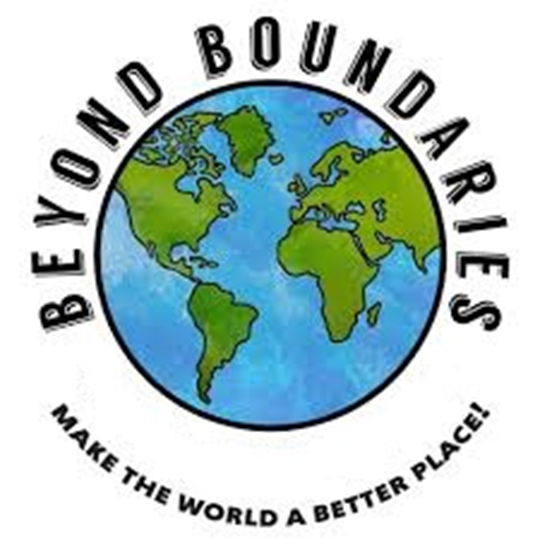 BEYOND BOUNDARIES
MAKE THE WORLD A BETTER PLACE!